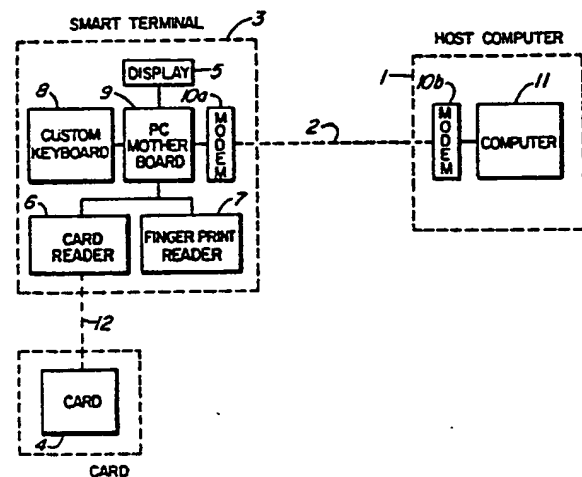 SMART TERMINAL
3
HOST COMPUTER
DISPLAY
5
8
9
10a
1
10b
11
CUSTOM
KEYBOARD
PC
MOTHER
BOARD
MODEM
2
MODEM
COMPUTER
6
7
CARD
READER
FINGER PRINT
READER
12
CARD
4
CARD